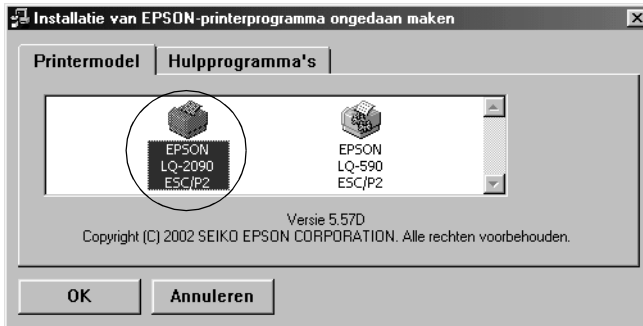 Installatie van EPSON-printerprogramma ongedaan maken
Printermodel Hulpprogramma's
EPSON
LQ-2090
ESC/P2
EPSON
LQ-590
ESC/P2
Versie 5.57D
Copyright (C) 2002 SEIKO EPSON CORPORATION. Alle rechten voorbehouden.
OK Annuleren